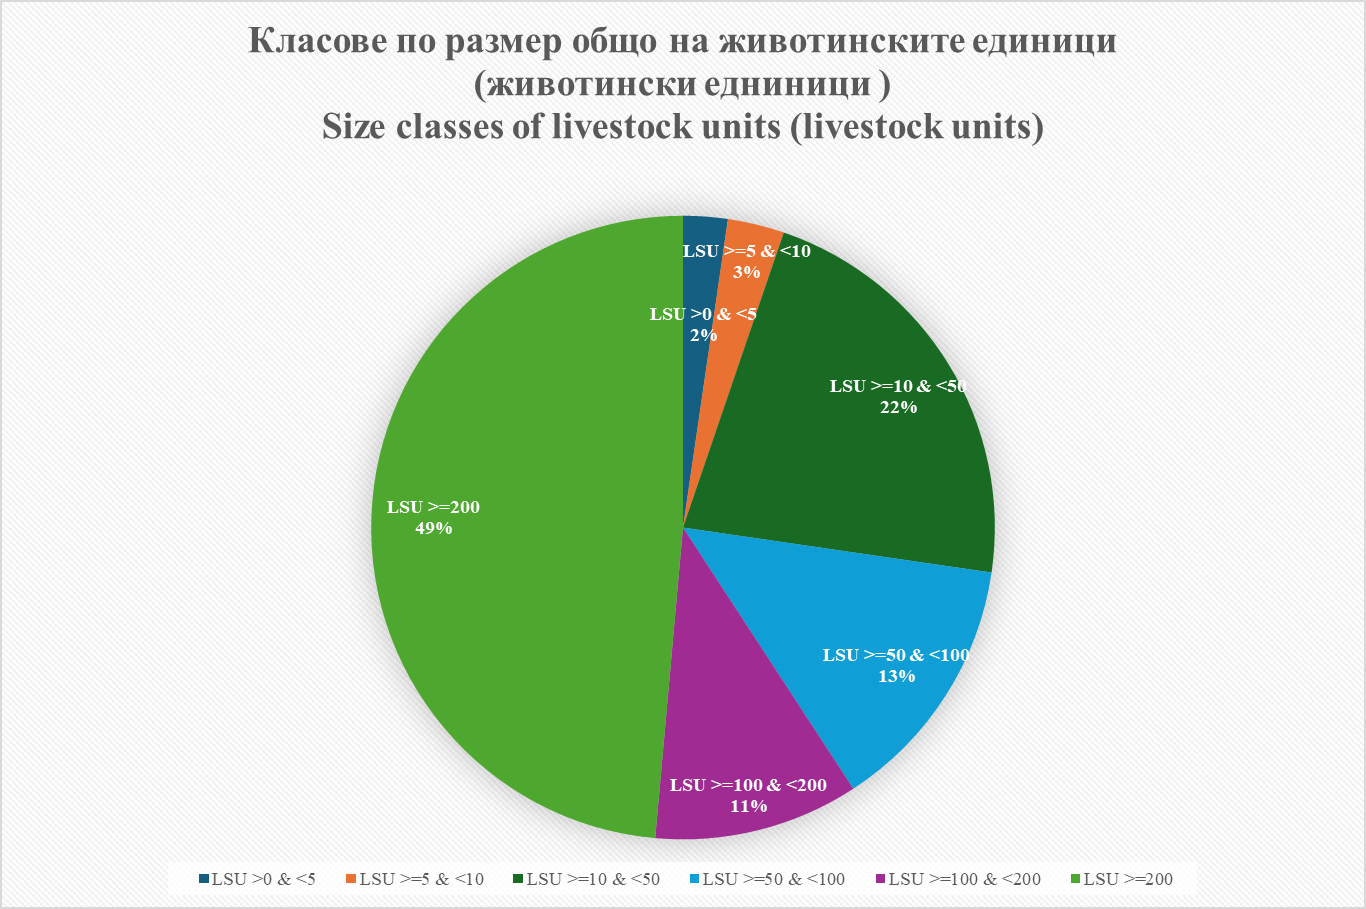 Класове по размер общо на животинските единици
(животински едниници )
Size classes of livestock units (livestock units)
LSU >=5 & <10
3%
LSU >0 & <5
2%
LSU >=10 & <50
22%
LSU >=200
49%
LSU >=50 & <100
13%
LSU >=100 & <200
11%
LSU >0 & <5 LSU >=5 & <10 LSU >=10 & <50 LSU >=50 & <100 LSU >=100 & <200 LSU >=200